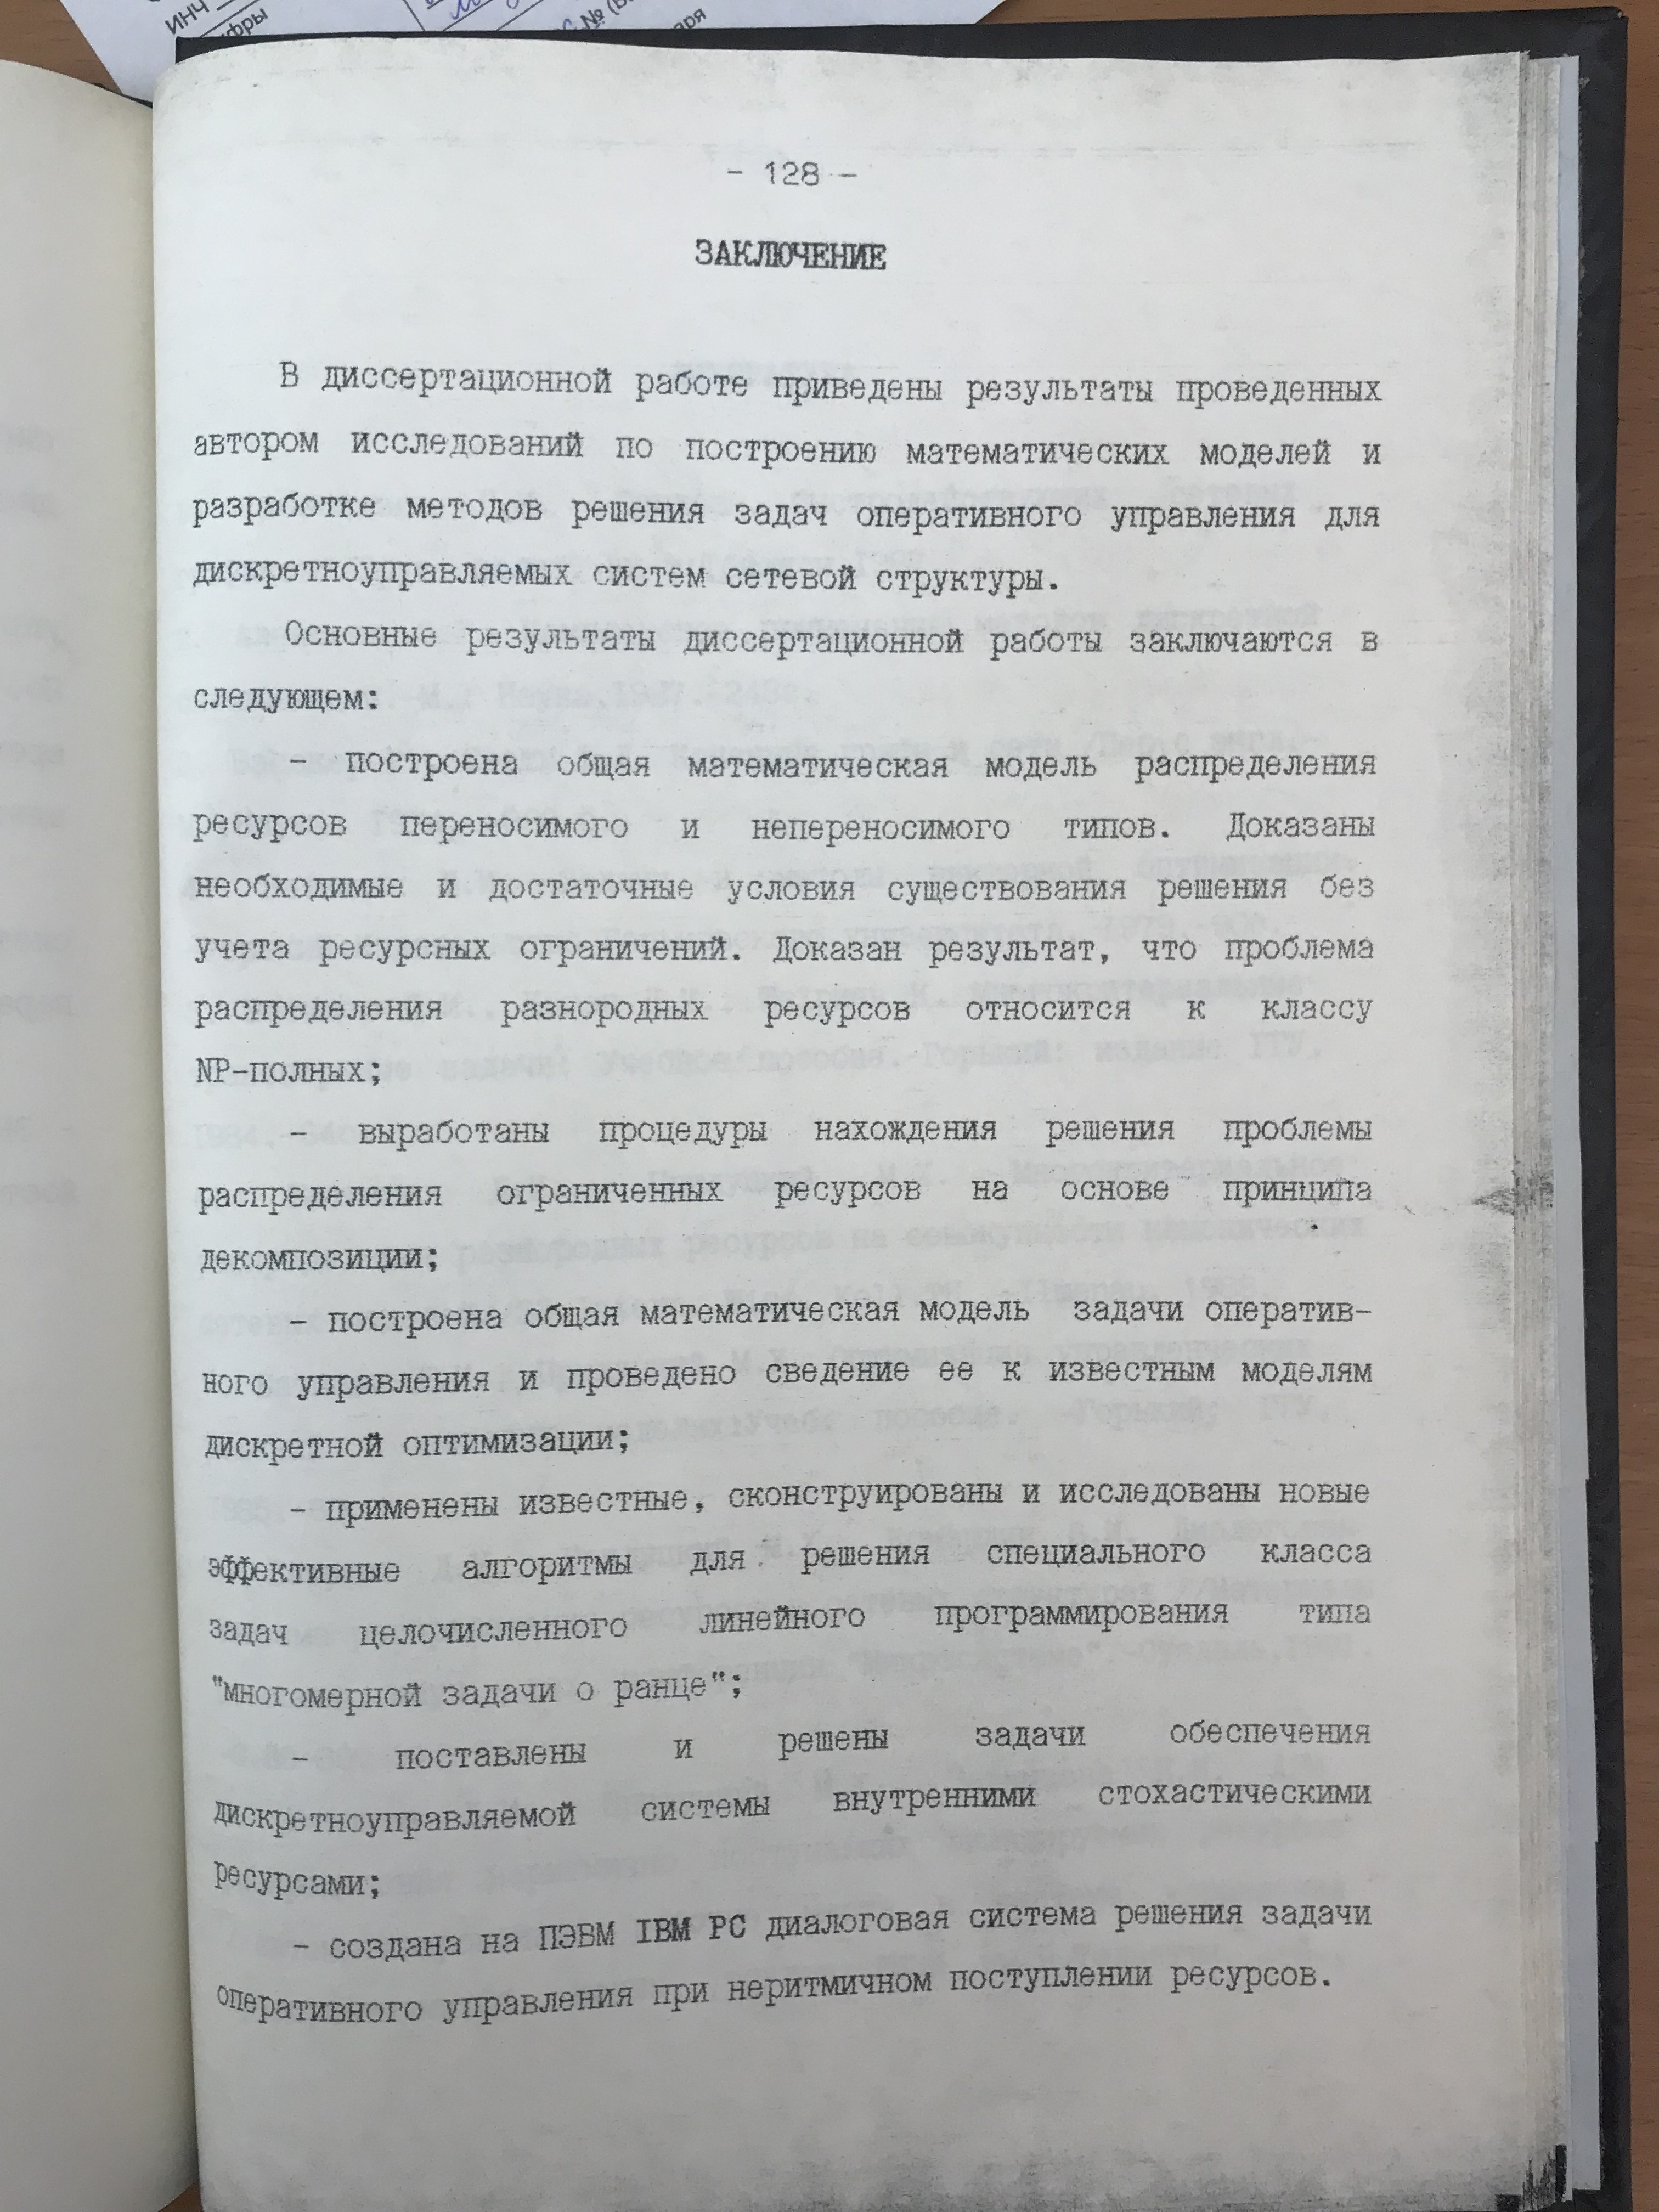 ИНЧ
ифры
№
- 128 -
ЗАКЛЮЧЕНИЕ
В диссертационной работе приведены результаты проведенных
автором исследований по построению математических моделей и
разработке методов решения задач оперативного управления для
дискретноуправляемых систем сетевой структуры.
Основные результаты диссертационной работы заключаются в
следующем:
- построена общая математическая модель распределения
ресурсов переносимого и непереносимого типов. Доказаны
необходимые и достаточные условия существования решения без
учета ресурсных ограничений. Доказан результат, что проблема
распределения разнородных ресурсов относится к классу
NP-полных;
- выработаны процедуры нахождения решения проблемы
распределения ограниченных ресурсов на основе принципа
декомпозиции;
- построена общая математическая модель задачи оператив-
ного управления и проведено сведение ее к известным моделям
дискретной оптимизации;
- применены известные, сконструированы и исследованы новые
эффективные алгоритмы для решения специального класса
задач целочисленного линейного программирования типа
"многомерной задачи о ранце";
- поставлены и решены задачи обеспечения
дискретноуправляемой системы внутренними стохастическими
ресурсами;
- создана на ПЭВМ IBM PC диалоговая система решения задачи
оперативного управления при неритмичном поступлении ресурсов.